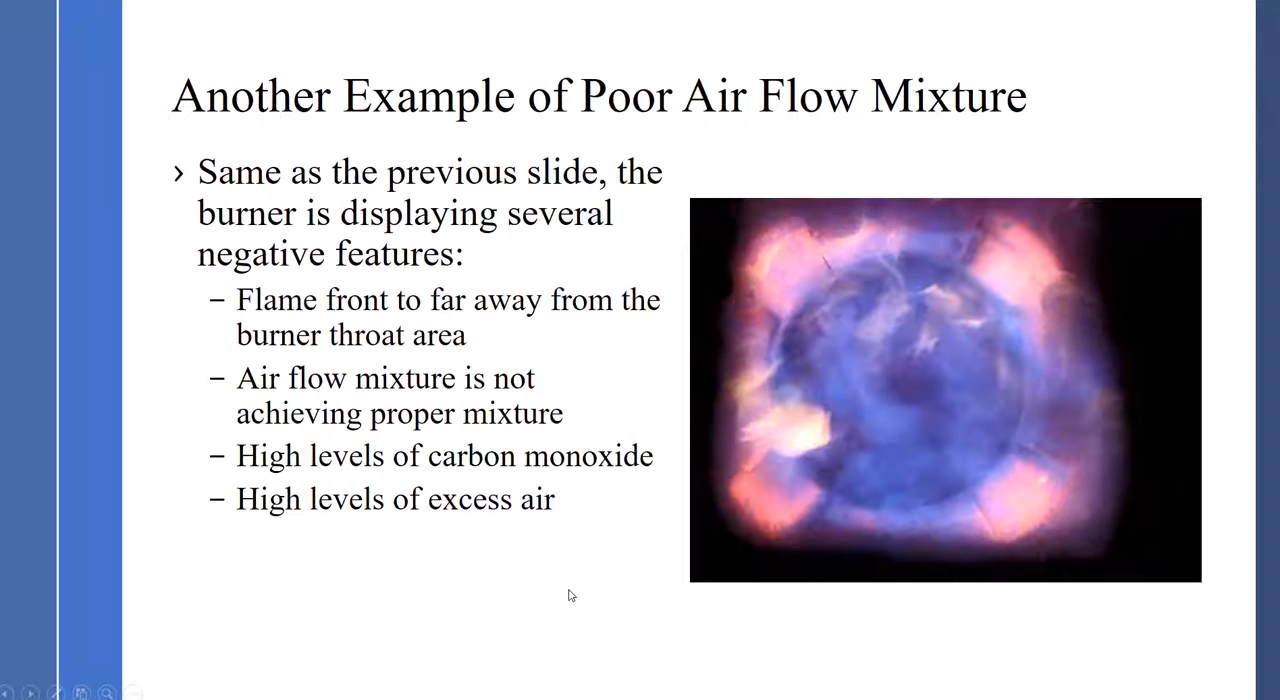 Another Example of Poor Air Flow Mixture
› Same as the previous slide, the
burner is displaying several
negative features:
– Flame front to far away from the
burner throat area
– Air flow mixture is not
achieving proper mixture
– High levels of carbon monoxide
– High levels of excess air